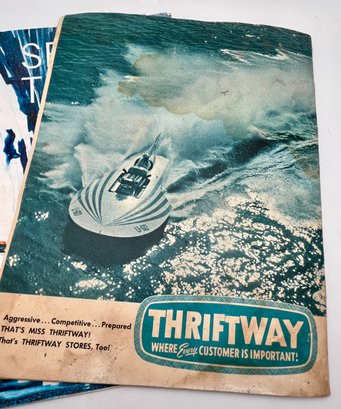 Aggressive...Competitive...Prepared
THAT'S MISS THRIFTWAY!
That's THRIFTWAY STORES, Too!
THRIFTWAY
WHERE Every CUSTOMER IS IMPORTANT!